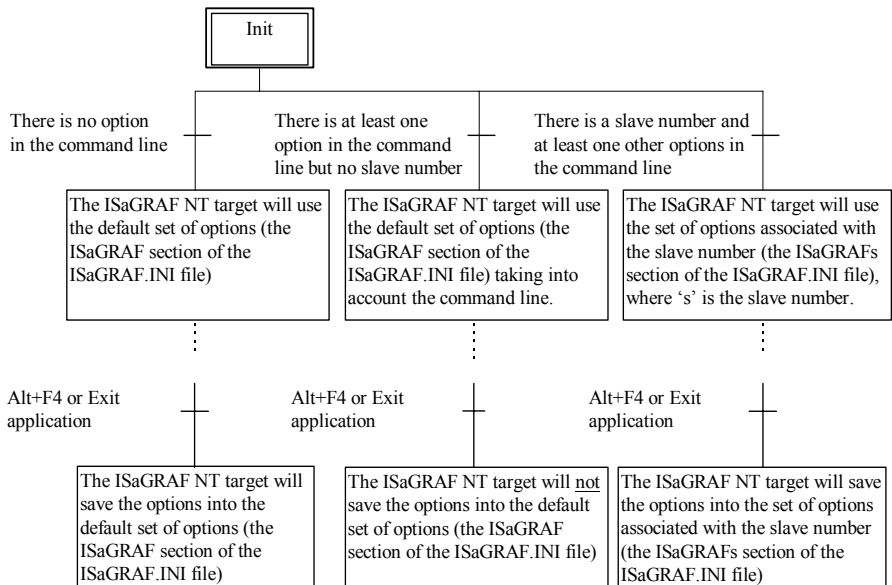 Init
There is no option
in the command line
There is at least one
option in the command
line but no slave number
There is a slave number and
at least one other options in
the command line
The ISaGRAF NT target will use
the default set of options (the
ISaGRAF section of the
ISaGRAF.INI file)
The ISaGRAF NT target will use
the default set of options (the
ISaGRAF section of the
ISaGRAF.INI file) taking into
account the command line.
The ISaGRAF NT target will use
the set of options associated with
the slave number (the ISaGRAFs
section of the ISaGRAF.INI file),
where ‘s’ is the slave number.
Alt+F4 or Exit
application
Alt+F4 or Exit
application
Alt+F4 or Exit
application
The ISaGRAF NT target will
save the options into the
default set of options (the
ISaGRAF section of the
ISaGRAF.INI file)
The ISaGRAF NT target will not
save the options into the default
set of options (the ISaGRAF
section of the ISaGRAF.INI file)
The ISaGRAF NT target will save
the options into the set of options
associated with the slave number
(the ISaGRAFs section of the
ISaGRAF.INI file)